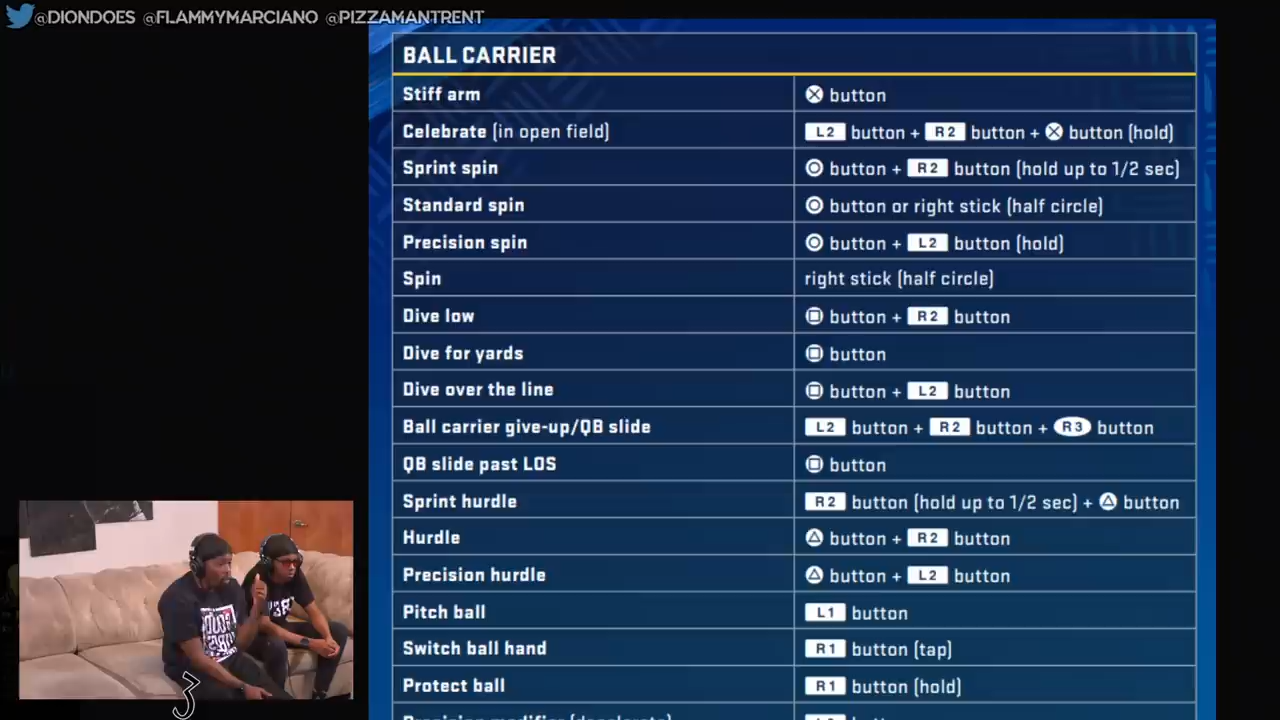 @DIONDOES @FLAMMYMARCIANO @PIZZAMANTRENT
BALL CARRIER
Stiff arm ⓧ button
Celebrate (in open field) L2 button + R2 button + ⓧ button (hold)
Sprint spin ◯ button + R2 button (hold up to 1/2 sec)
Standard spin ◯ button or right stick (half circle)
Precision spin ◯ button + L2 button (hold)
Spin right stick (half circle)
Dive low □ button + R2 button
Dive for yards □ button
Dive over the line □ button + L2 button
Ball carrier give-up/QB slide L2 button + R2 button + R3 button
QB slide past LOS □ button
Sprint hurdle R2 button (hold up to 1/2 sec) + △ button
Hurdle △ button + R2 button
Precision hurdle △ button + L2 button
Pitch ball L1 button
Switch ball hand R1 button (tap)
Protect ball R1 button (hold)
Precision modifier (decelerate) L2 button
3